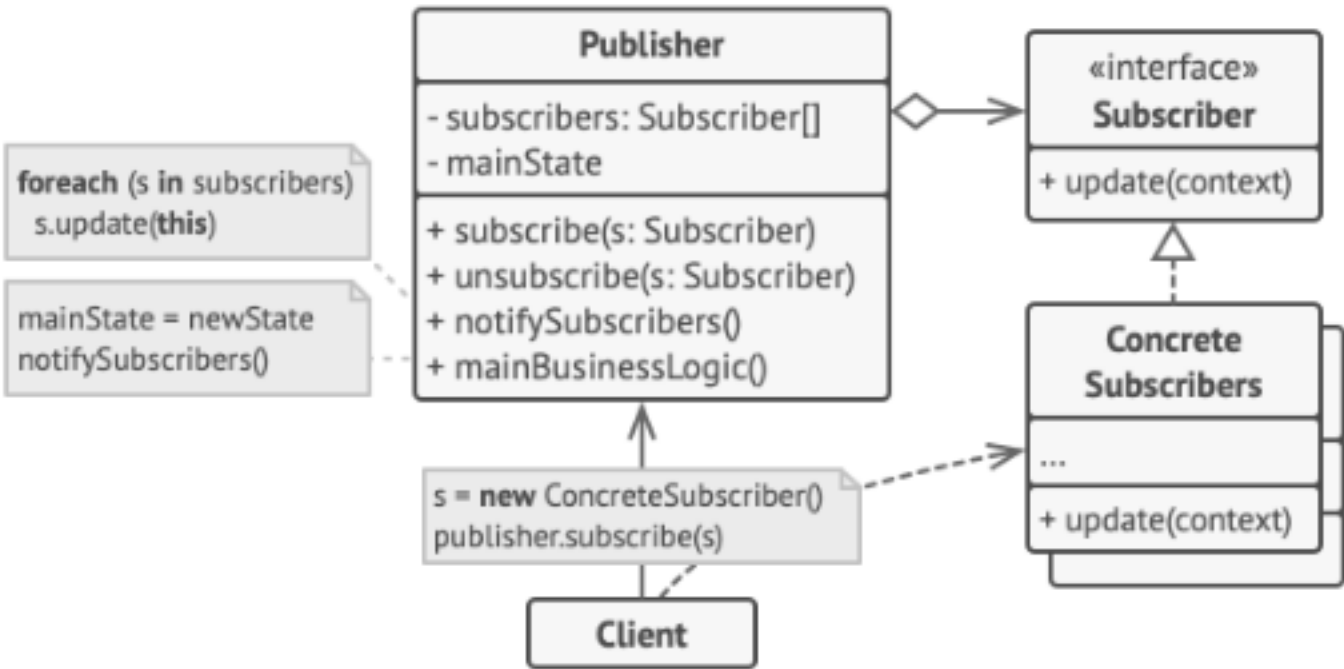 Publisher
- subscribers: Subscriber[]
- mainState
+ subscribe(s: Subscriber)
+ unsubscribe(s: Subscriber)
+ notifySubscribers()
+ mainBusinessLogic()
«interface»
Subscriber
+ update(context)
foreach (s in subscribers)
s.update(this)
mainState = newState
notifySubscribers()
Concrete
Subscribers
...
+ update(context)
s = new ConcreteSubscriber()
publisher.subscribe(s)
Client